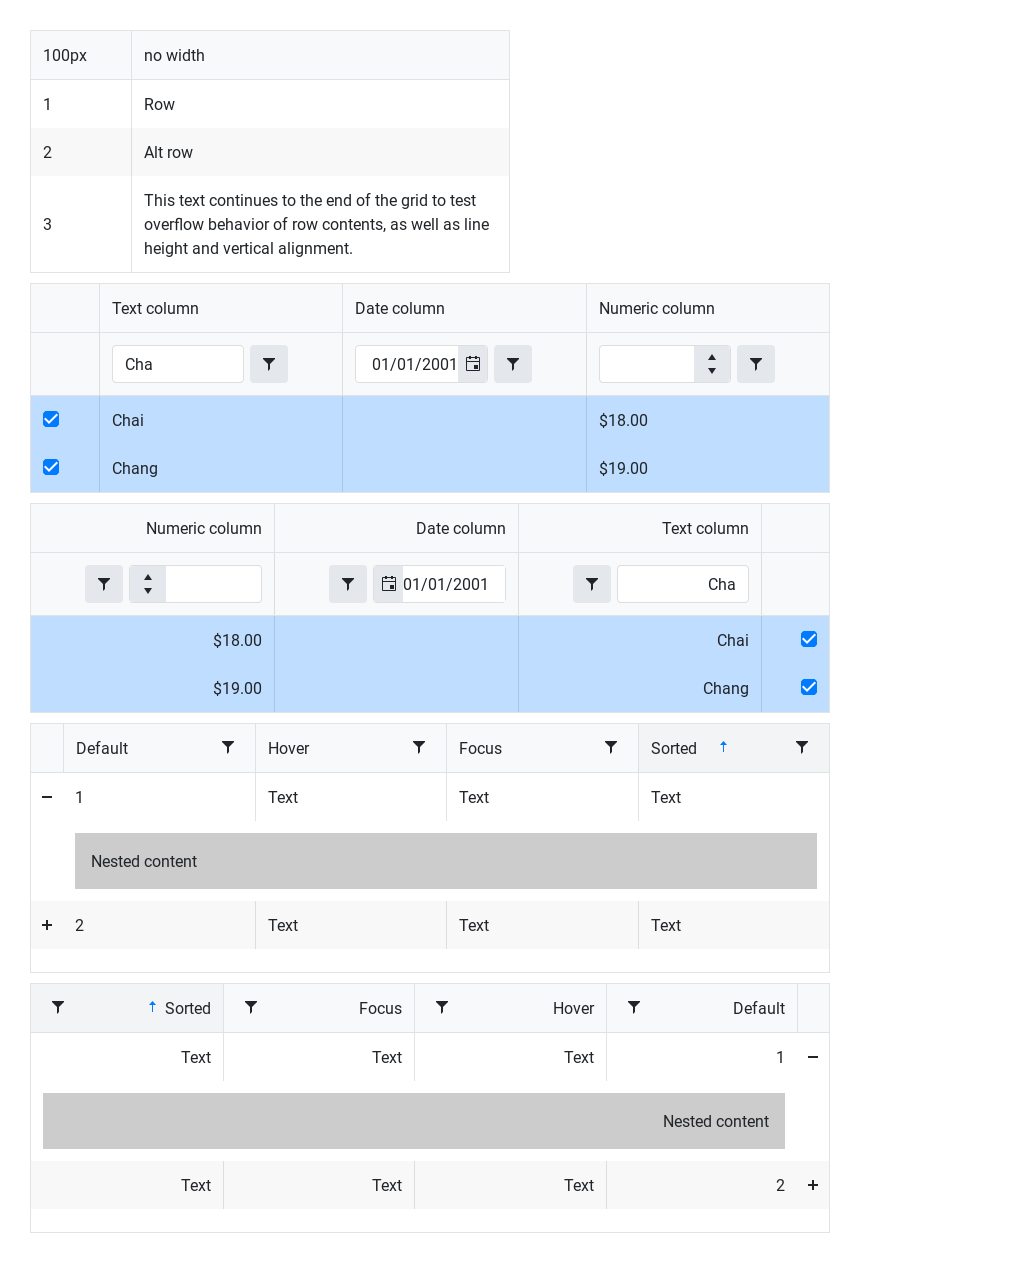 100px no width
1 Row
2 Alt row
This text continues to the end of the grid to test
3 overflow behavior of row contents, as well as line
height and vertical alignment.
Text column Date column Numeric column
Cha 01/01/2001
Chai $18.00
Chang $19.00
Numeric column Date column Text column
01/01/2001 Cha
$18.00 Chai
$19.00 Chang
Default Hover Focus Sorted
1 Text Text Text
Nested content
2 Text Text Text
Sorted Focus Hover Default
Text Text Text 1
Nested content
Text Text Text 2